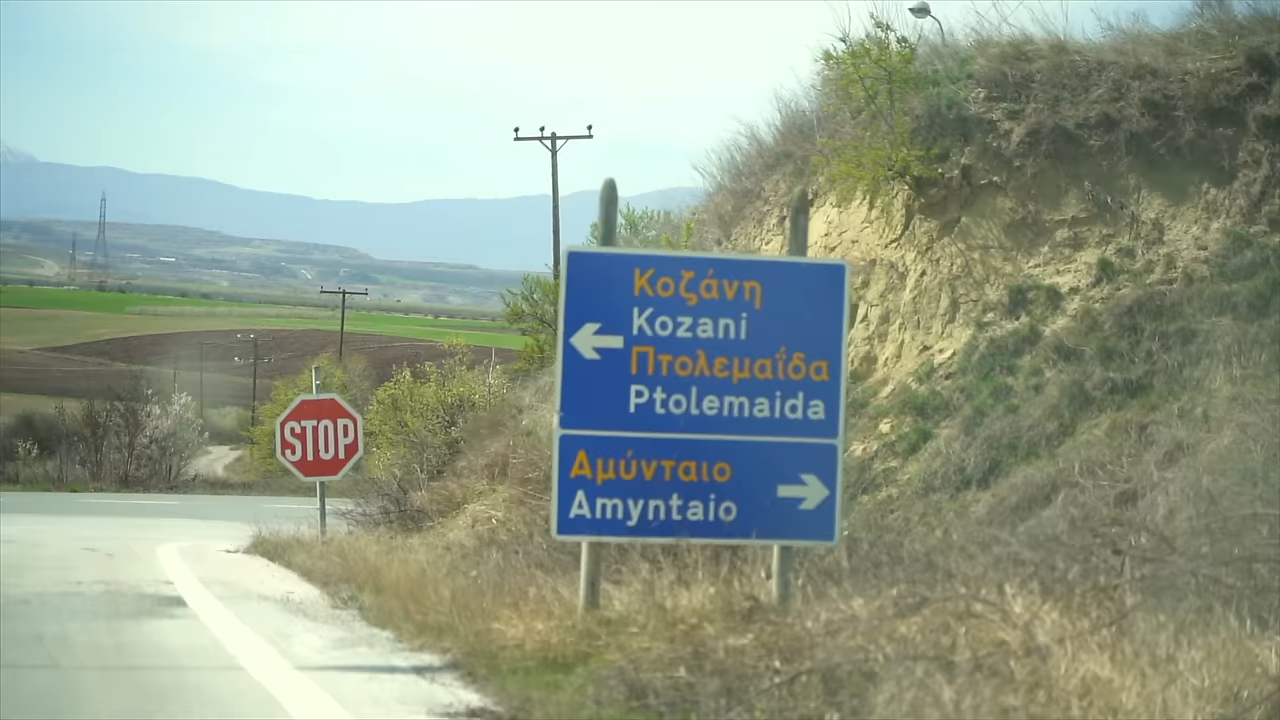 Κοζάνη
Kozani
Πτολεμαΐδα
Ptolemaida
Αμύνταιο
Amyntaio
STOP